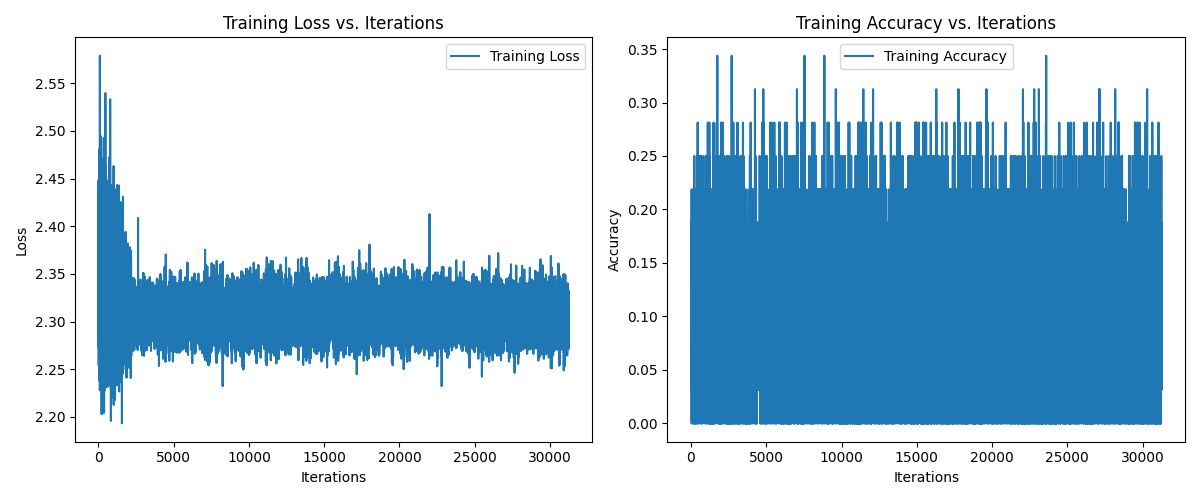 Training Loss vs. Iterations
Training Loss
2.55
2.50
2.45
2.40
2.35
2.30
2.25
2.20
Loss
0 5000 10000 15000 20000 25000 30000
Iterations
Training Accuracy vs. Iterations
Training Accuracy
0.35
0.30
0.25
0.20
0.15
0.10
0.05
0.00
Accuracy
0 5000 10000 15000 20000 25000 30000
Iterations